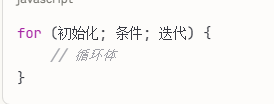 javascript
for (初始化; 条件; 迭代) {
    // 循环体
}